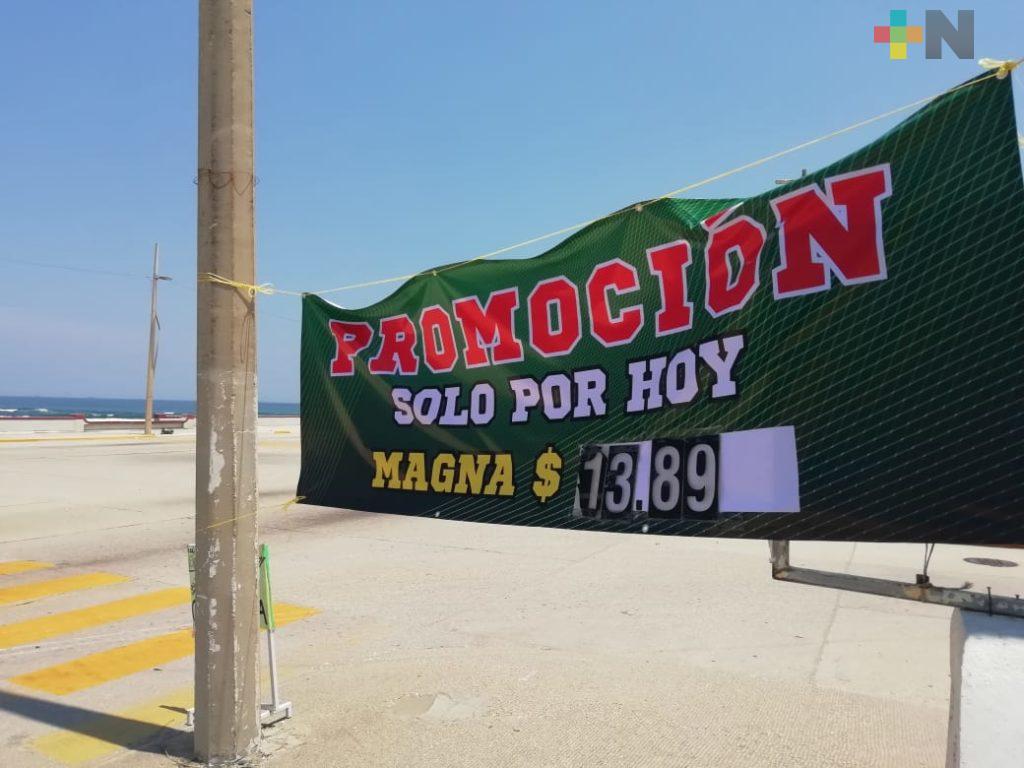 +N
PROMOCIÓN
SOLO POR HOY
MAGNA $ 13.89